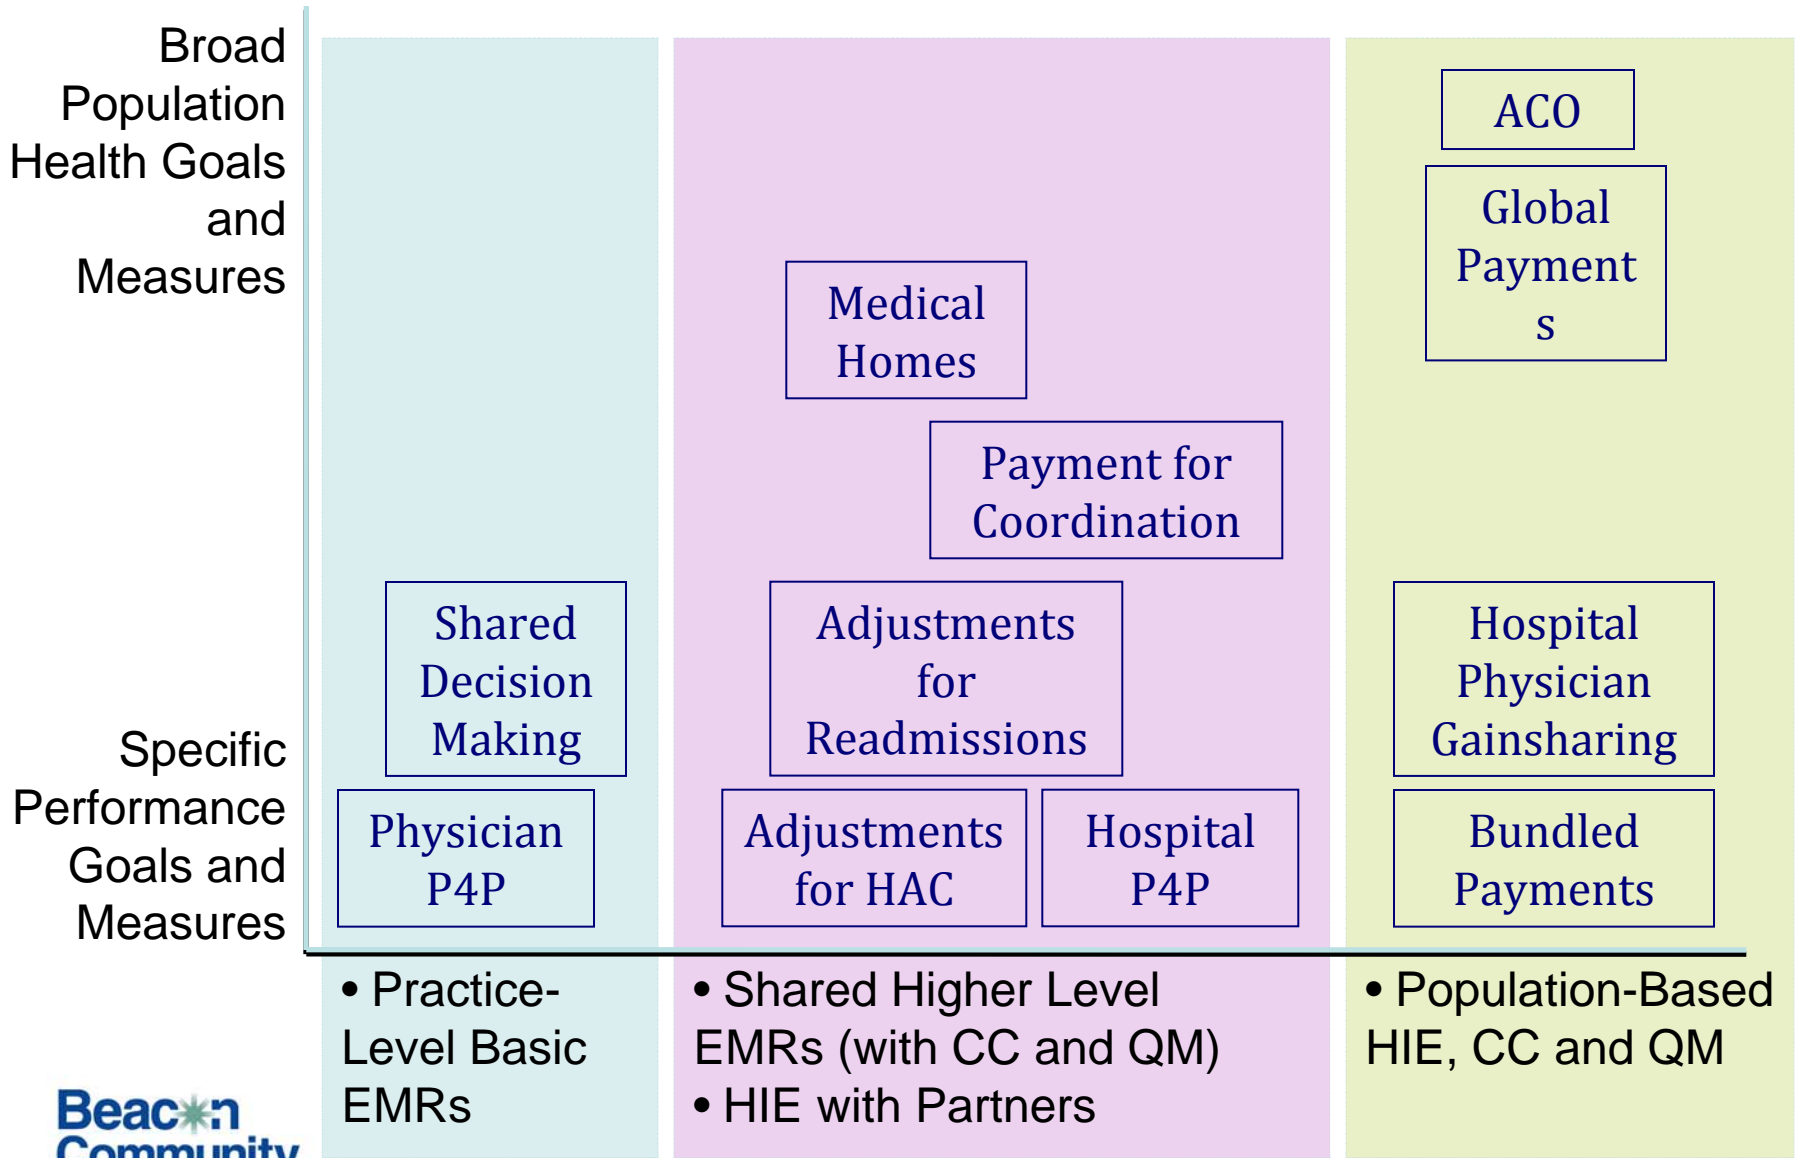 Broad
Population
Health Goals
and
Measures
Specific
Performance
Goals and
Measures
ACO
Global
Payment
s
Medical
Homes
Payment for
Coordination
Shared
Decision
Making
Adjustments
for
Readmissions
Hospital
Physician
Gainsharing
Physician
P4P
Adjustments
for HAC
Hospital
P4P
Bundled
Payments
• Practice-
Level Basic
EMRs
• Shared Higher Level
EMRs (with CC and QM)
• HIE with Partners
• Population-Based
HIE, CC and QM
Beacon
Community